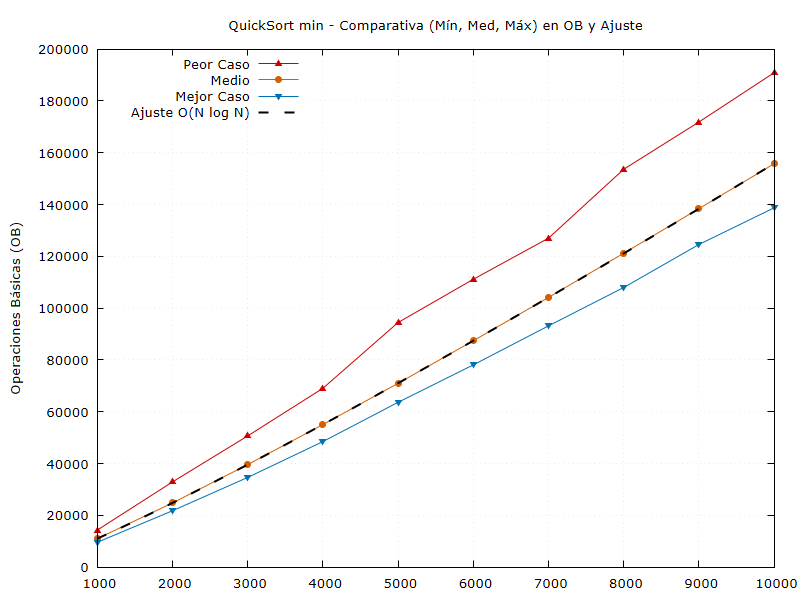 QuickSort min - Comparativa (Mín, Med, Máx) en OB y Ajuste
Operaciones Básicas (OB)
200000
180000
160000
140000
120000
100000
80000
60000
40000
20000
0
Peor Caso
Medio
Mejor Caso
Ajuste O(N log N)
1000 2000 3000 4000 5000 6000 7000 8000 9000 10000